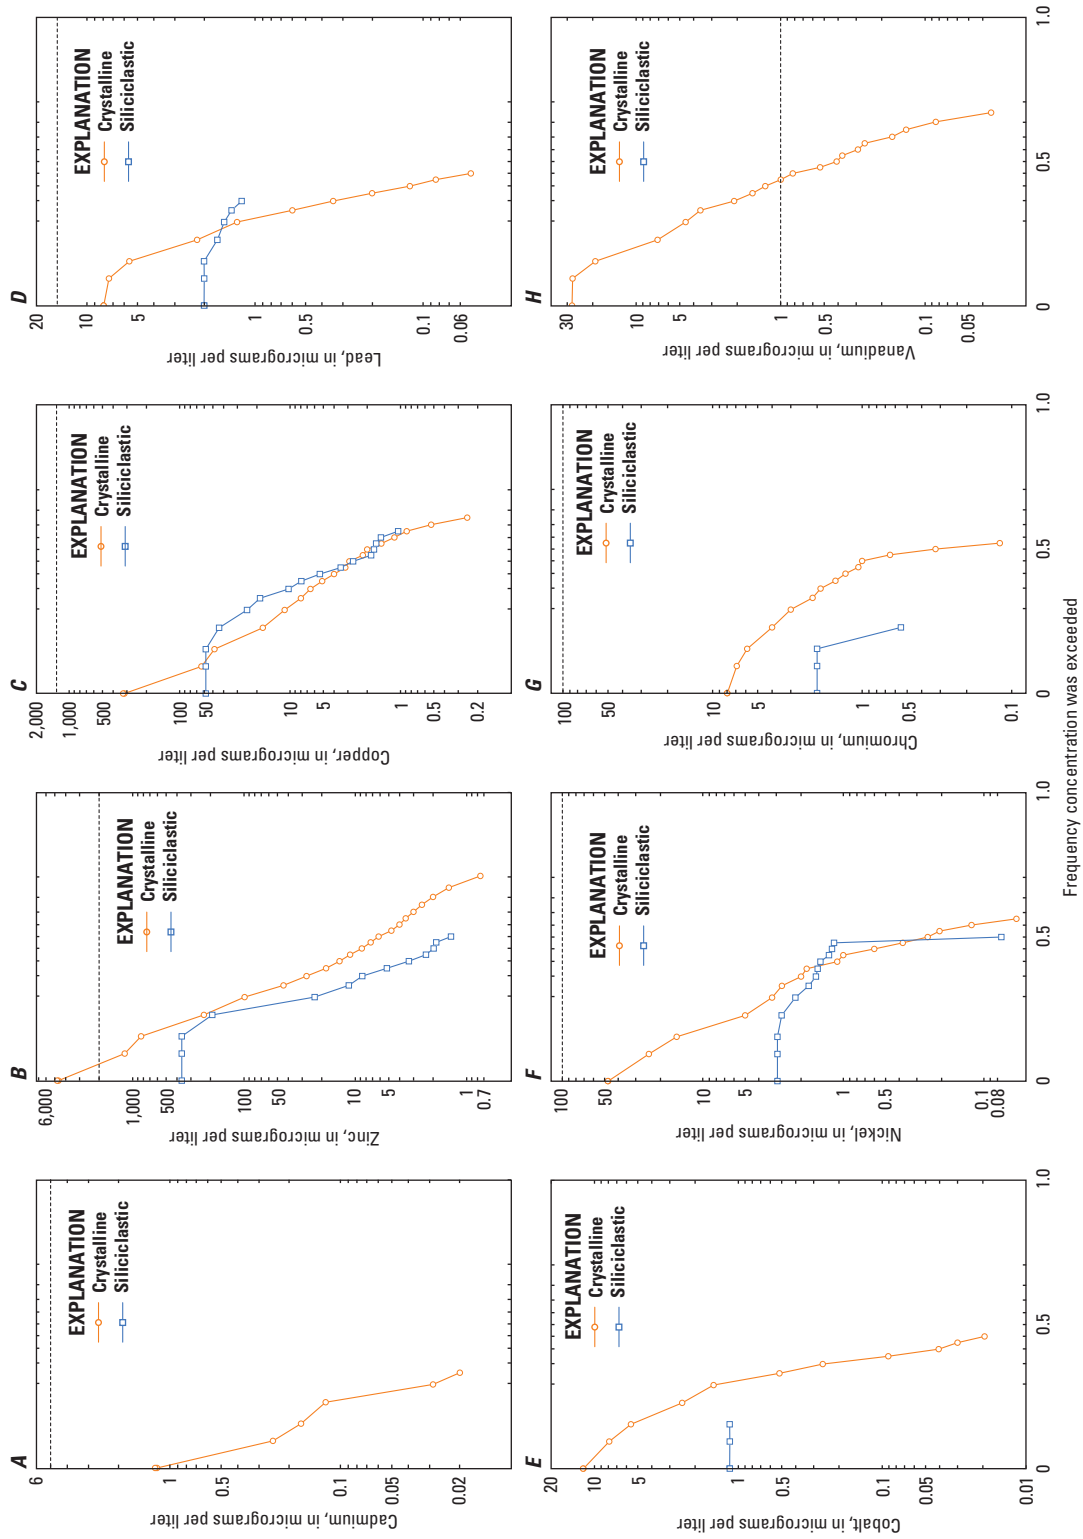 A
6
1
0.5
0.1
0.05
0.02
Cadmium, in micrograms per liter
EXPLANATION
Crystalline
Siliciclastic
B
6,000
1,000
500
100
50
10
5
1
0.7
Zinc, in micrograms per liter
EXPLANATION
Crystalline
Siliciclastic
C
2,000
1,000
500
100
50
10
5
1
0.5
0.2
Copper, in micrograms per liter
EXPLANATION
Crystalline
Siliciclastic
D
20
10
5
1
0.5
0.1
0.06
Lead, in micrograms per liter
EXPLANATION
Crystalline
Siliciclastic
E
20
10
5
1
0.5
0.1
0.05
0.01
Cobalt, in micrograms per liter
EXPLANATION
Crystalline
Siliciclastic
0
0.5
1.0
F
100
50
10
5
1
0.5
0.1
0.08
Nickel, in micrograms per liter
EXPLANATION
Crystalline
Siliciclastic
0
0.5
1.0
G
100
50
10
5
1
0.5
0.1
Chromium, in micrograms per liter
EXPLANATION
Crystalline
Siliciclastic
0
0.5
1.0
H
30
10
5
1
0.5
0.1
0.05
Vanadium, in micrograms per liter
EXPLANATION
Crystalline
Siliciclastic
0
0.5
1.0
Frequency concentration was exceeded